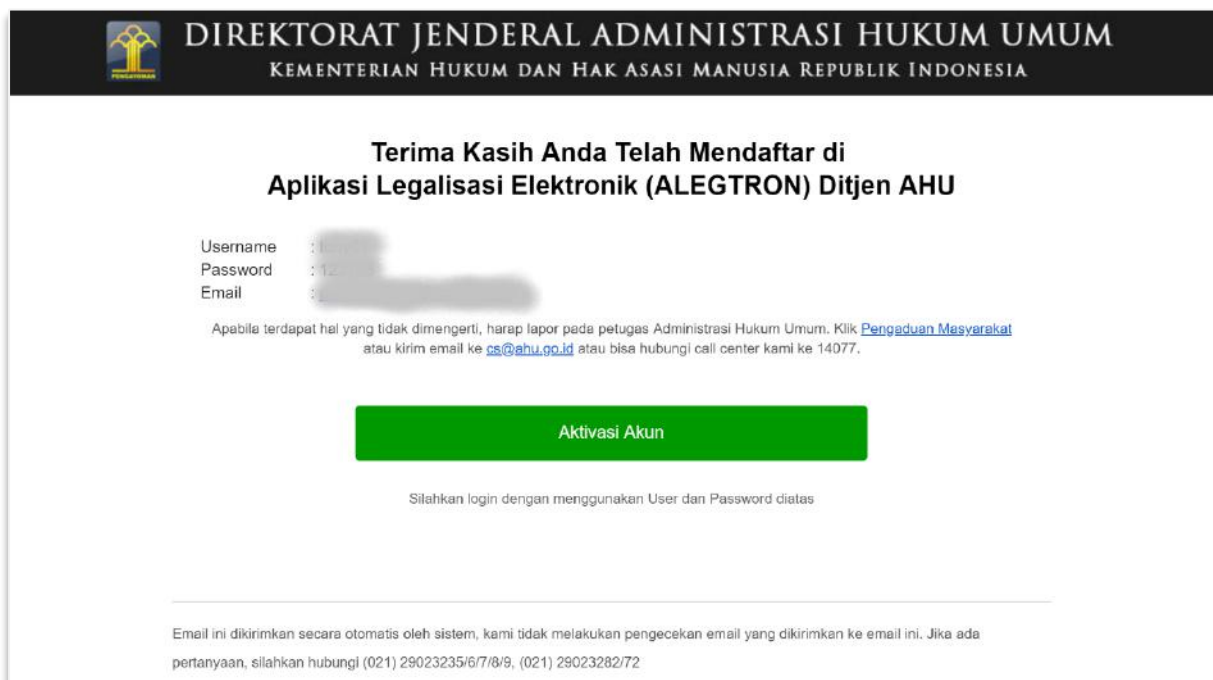 DIREKTORAT JENDERAL ADMINISTRASI HUKUM UMUM
KEMENTERIAN HUKUM DAN HAK ASASI MANUSIA REPUBLIK INDONESIA
PENGAYOMAN
Terima Kasih Anda Telah Mendaftar di
Aplikasi Legalisasi Elektronik (ALEGTRON) Ditjen AHU
Username :
Password :
Email :
Apabila terdapat hal yang tidak dimengerti, harap lapor pada petugas Administrasi Hukum Umum. Klik Pengaduan Masyarakat
atau kirim email ke cs@ahu.go.id atau bisa hubungi call center kami ke 14077.
Aktivasi Akun
Silahkan login dengan menggunakan User dan Password diatas
Email ini dikirimkan secara otomatis oleh sistem, kami tidak melakukan pengecekan email yang dikirimkan ke email ini. Jika ada
pertanyaan, silahkan hubungi (021) 29023235/6/7/8/9, (021) 29023282/72